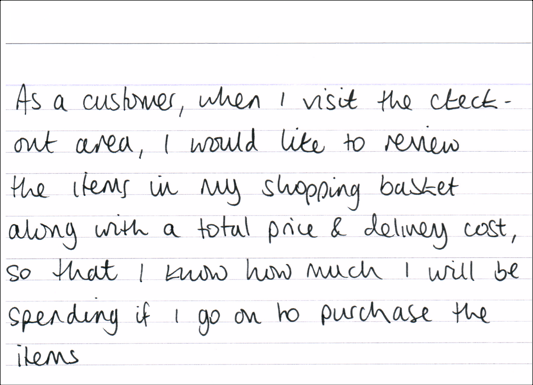 As a customer, when I visit the check-
out area, I would like to review
the items in my shopping basket
along with a total price & delivery cost,
so that I know how much I will be
spending if I go on to purchase the
items